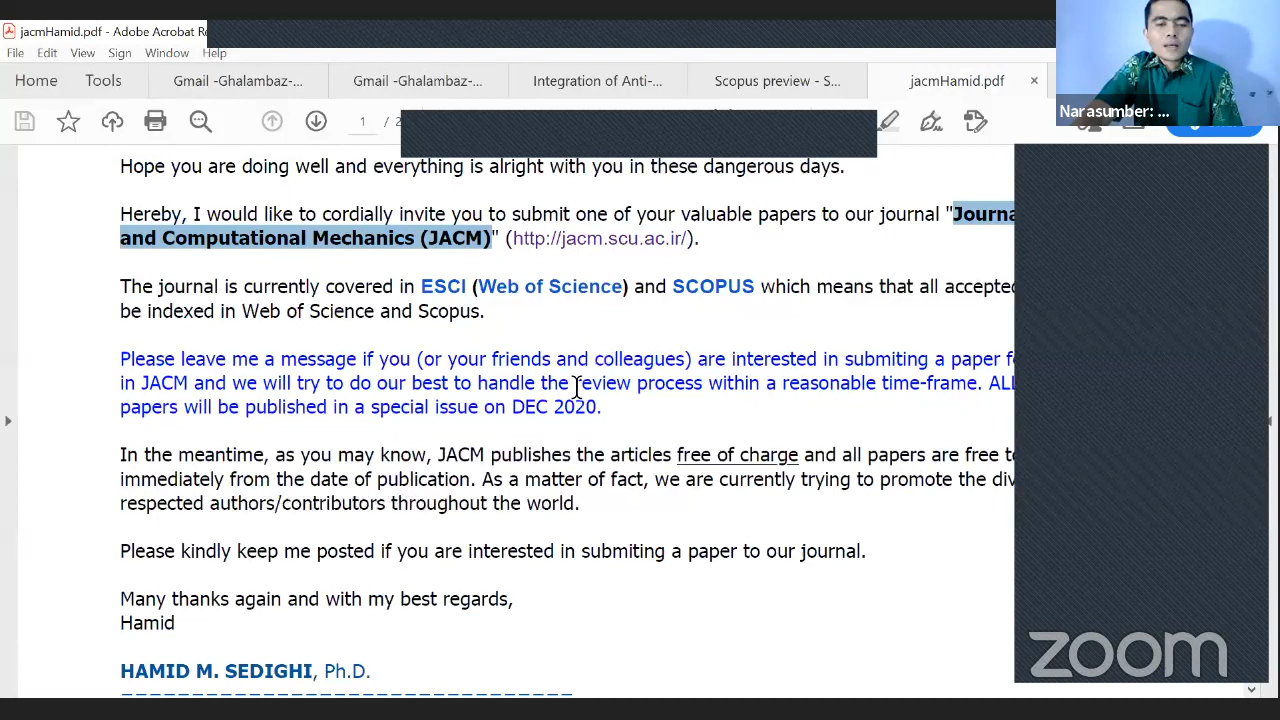 jacmHamid.pdf - Adobe Acrobat Re
File Edit View Sign Window Help
Home Tools Gmail -Ghalambaz-... Gmail -Ghalambaz-... Integration of Anti-... Scopus preview - S... jacmHamid.pdf ×
1 / 2
Narasumber: ...
Hope you are doing well and everything is alright with you in these dangerous days.
Hereby, I would like to cordially invite you to submit one of your valuable papers to our journal "Journa
and Computational Mechanics (JACM)" (http://jacm.scu.ac.ir/).
The journal is currently covered in ESCI (Web of Science) and SCOPUS which means that all accepted
be indexed in Web of Science and Scopus.
Please leave me a message if you (or your friends and colleagues) are interested in submiting a paper fo
in JACM and we will try to do our best to handle the review process within a reasonable time-frame. ALL
papers will be published in a special issue on DEC 2020.
In the meantime, as you may know, JACM publishes the articles free of charge and all papers are free to
immediately from the date of publication. As a matter of fact, we are currently trying to promote the div
respected authors/contributors throughout the world.
Please kindly keep me posted if you are interested in submiting a paper to our journal.
Many thanks again and with my best regards,
Hamid
HAMID M. SEDIGHI, Ph.D.
zoom